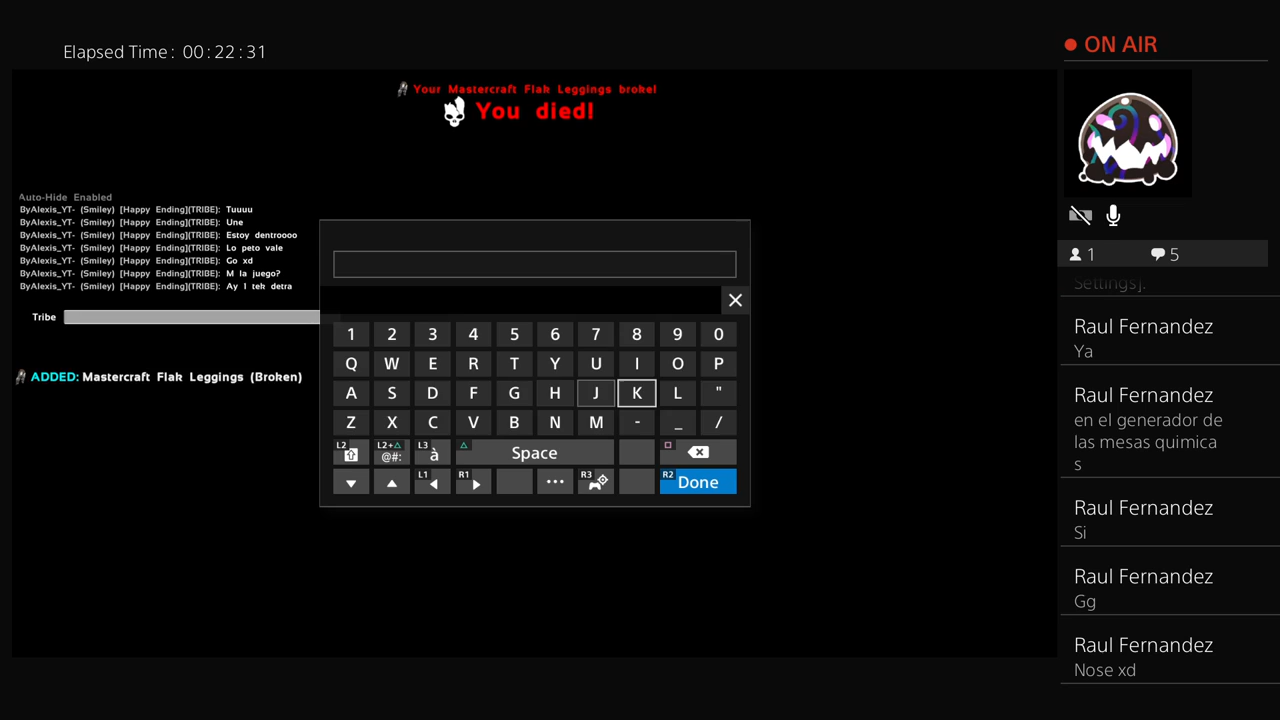 Elapsed Time: 00:22:31
ON AIR
Your Mastercraft Flak Leggings broke!
You died!
Auto-Hide Enabled
ByAlexis_YT- (Smiley) [Happy Ending](TRIBE): Tuuuu
ByAlexis_YT- (Smiley) [Happy Ending](TRIBE): Une
ByAlexis_YT- (Smiley) [Happy Ending](TRIBE): Estoy dentroooo
ByAlexis_YT- (Smiley) [Happy Ending](TRIBE): Lo peto vale
ByAlexis_YT- (Smiley) [Happy Ending](TRIBE): Go xd
ByAlexis_YT- (Smiley) [Happy Ending](TRIBE): M la juego?
ByAlexis_YT- (Smiley) [Happy Ending](TRIBE): Ay 1 tek detra
Tribe
ADDED: Mastercraft Flak Leggings (Broken)
1 2 3 4 5 6 7 8 9 0
Q W E R T Y U I O P
A S D F G H J K L "
Z X C V B N M - _ /
L2 L2+△ @#: L3 à △ Space
L1 R1 ... R3 R2 Done
1 5
Settings].
Raul Fernandez
Ya
Raul Fernandez
en el generador de
las mesas quimica
s
Raul Fernandez
Si
Raul Fernandez
Gg
Raul Fernandez
Nose xd